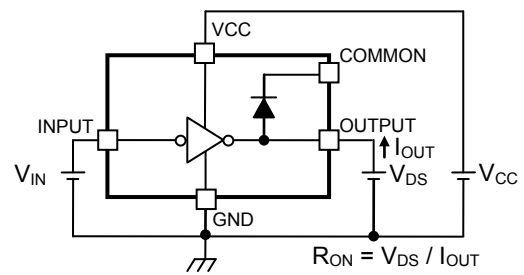 VCC
COMMON
INPUT
OUTPUT
IOUT
VIN
VDS
VCC
GND
RON = VDS / IOUT